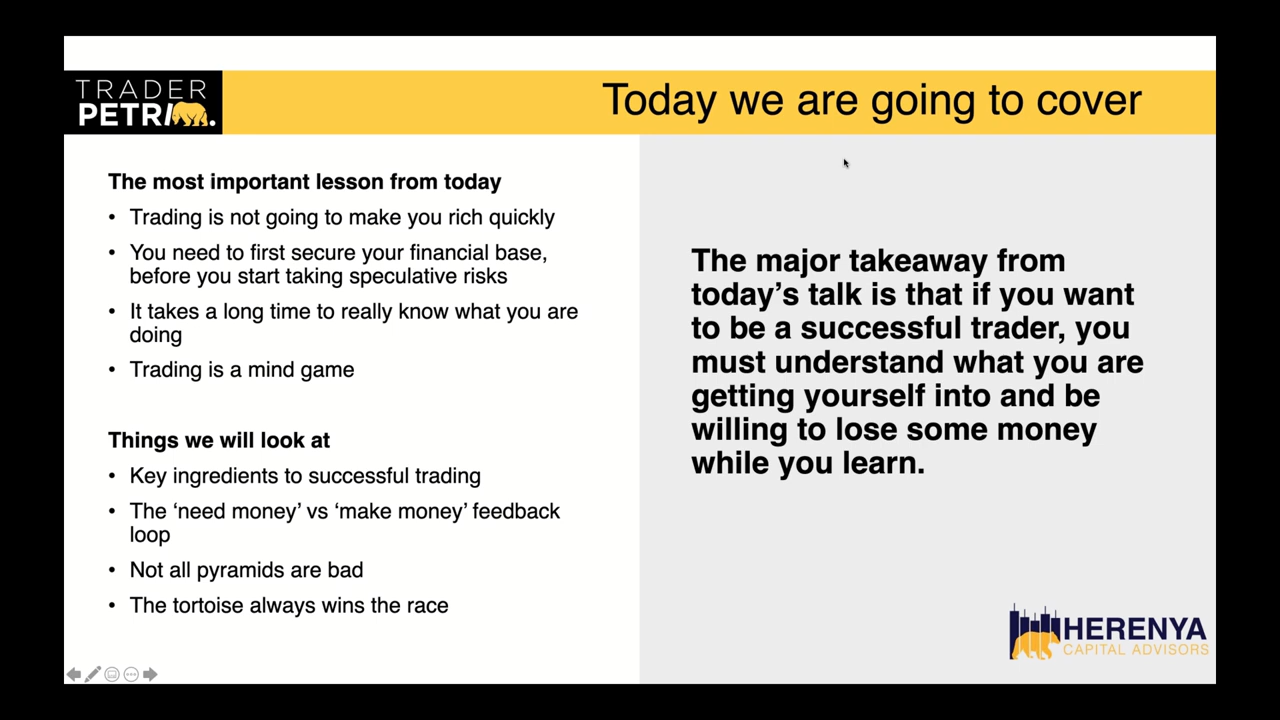 TRADER
PETRI.
Today we are going to cover
The most important lesson from today
• Trading is not going to make you rich quickly
• You need to first secure your financial base,
before you start taking speculative risks
• It takes a long time to really know what you are
doing
• Trading is a mind game
Things we will look at
• Key ingredients to successful trading
• The ‘need money’ vs ‘make money’ feedback
loop
• Not all pyramids are bad
• The tortoise always wins the race
The major takeaway from
today’s talk is that if you want
to be a successful trader, you
must understand what you are
getting yourself into and be
willing to lose some money
while you learn.
HERENYA
CAPITAL ADVISORS